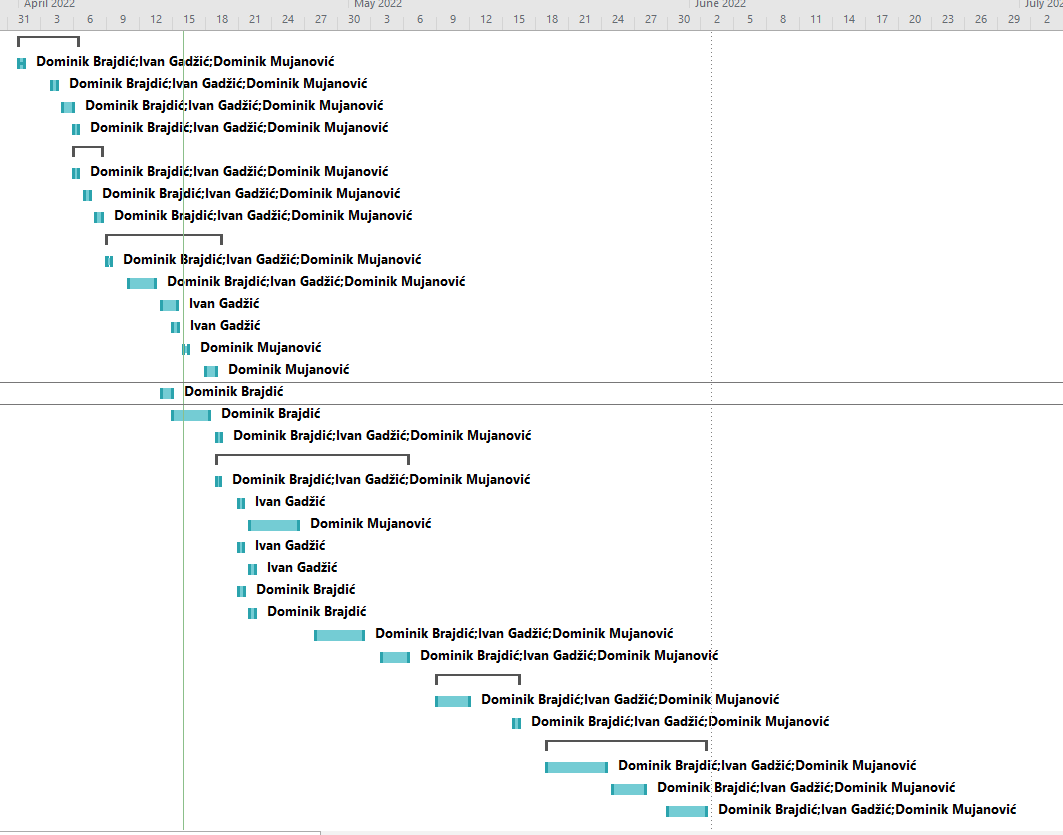 April 2022 May 2022 June 2022 July 202
31 3 6 9 12 15 18 21 24 27 30 3 6 9 12 15 18 21 24 27 30 2 5 8 11 14 17 20 23 26 29 2
Dominik Brajdić;Ivan Gadžić;Dominik Mujanović
Dominik Brajdić;Ivan Gadžić;Dominik Mujanović
Dominik Brajdić;Ivan Gadžić;Dominik Mujanović
Dominik Brajdić;Ivan Gadžić;Dominik Mujanović
Dominik Brajdić;Ivan Gadžić;Dominik Mujanović
Dominik Brajdić;Ivan Gadžić;Dominik Mujanović
Dominik Brajdić;Ivan Gadžić;Dominik Mujanović
Dominik Brajdić;Ivan Gadžić;Dominik Mujanović
Dominik Brajdić;Ivan Gadžić;Dominik Mujanović
Ivan Gadžić
Ivan Gadžić
Dominik Mujanović
Dominik Mujanović
Dominik Brajdić
Dominik Brajdić
Dominik Brajdić;Ivan Gadžić;Dominik Mujanović
Dominik Brajdić;Ivan Gadžić;Dominik Mujanović
Ivan Gadžić
Dominik Mujanović
Ivan Gadžić
Ivan Gadžić
Dominik Brajdić
Dominik Brajdić
Dominik Brajdić;Ivan Gadžić;Dominik Mujanović
Dominik Brajdić;Ivan Gadžić;Dominik Mujanović
Dominik Brajdić;Ivan Gadžić;Dominik Mujanović
Dominik Brajdić;Ivan Gadžić;Dominik Mujanović
Dominik Brajdić;Ivan Gadžić;Dominik Mujanović
Dominik Brajdić;Ivan Gadžić;Dominik Mujanović
Dominik Brajdić;Ivan Gadžić;Dominik Mujanović